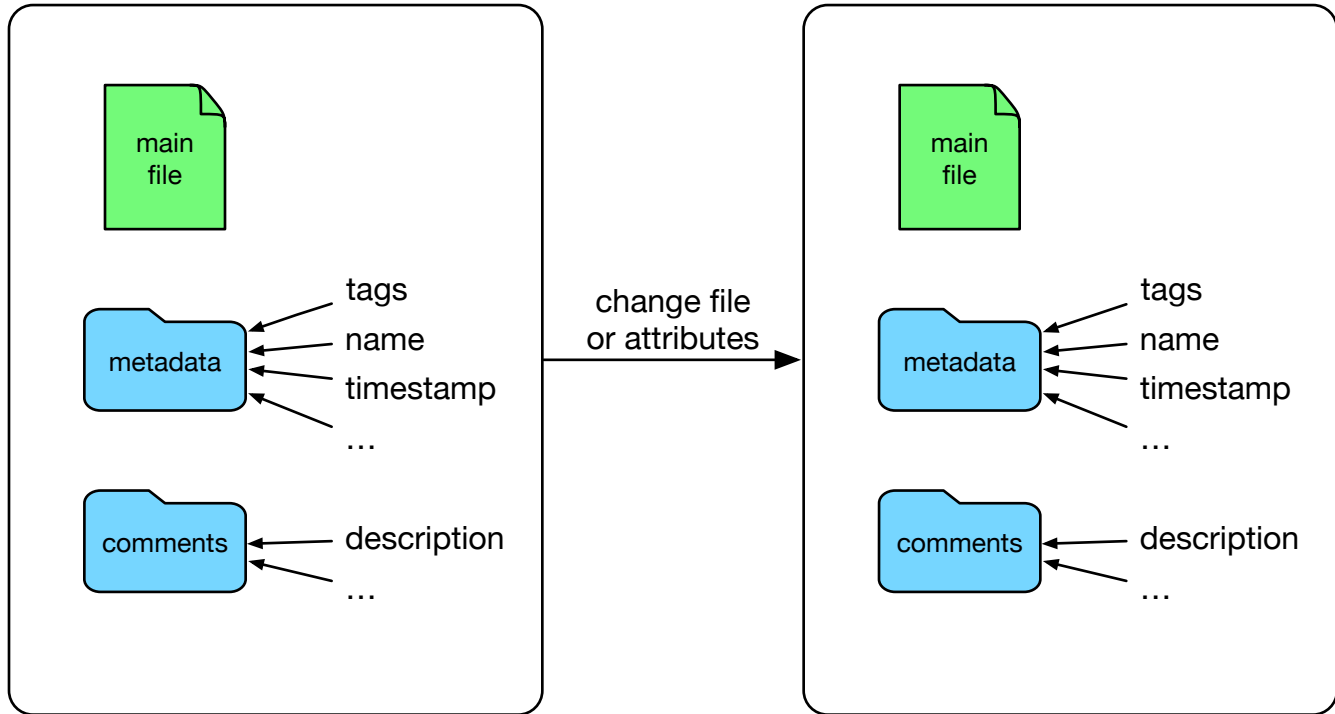 main
file
tags
name
metadata
timestamp
...
comments
description
...
change file
or attributes
main
file
tags
name
metadata
timestamp
...
comments
description
...